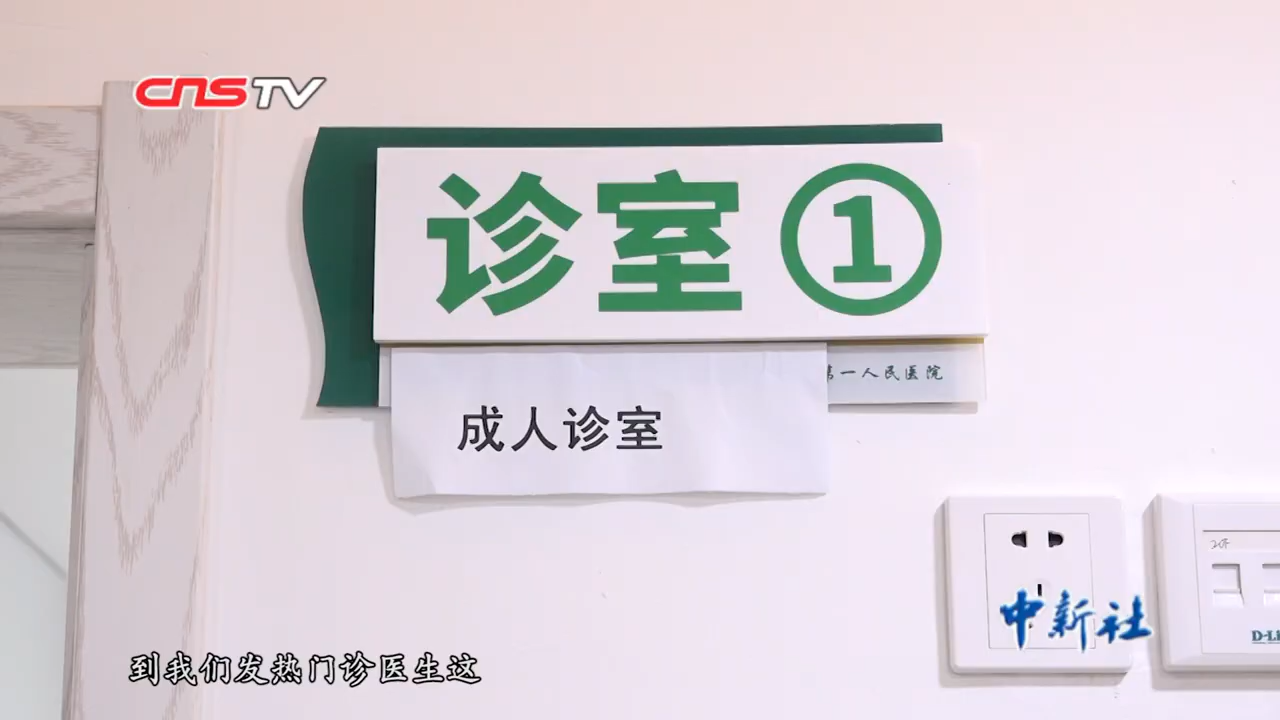 CNSTV
诊室①
第一人民医院
成人诊室
中新社
到我们发热门诊医生这